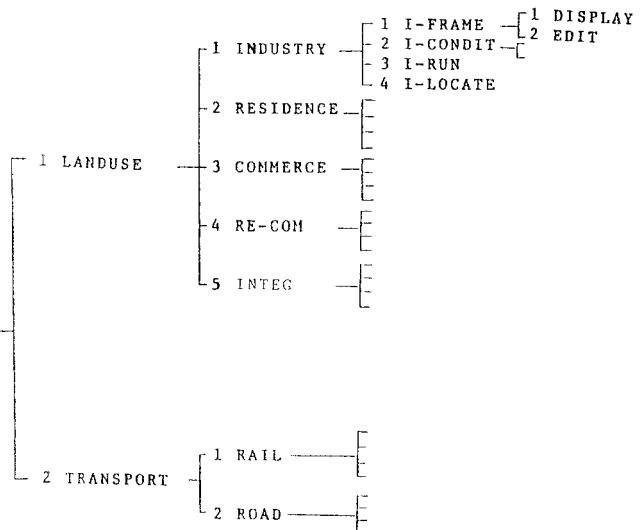 1 DISPLAY
1 I-FRAME
2 EDIT
2 I-CONDIT
1 INDUSTRY
3 I-RUN
4 I-LOCATE
2 RESIDENCE
1 LANDUSE
3 COMMERCE
4 RE-COM
5 INTEG
1 RAIL
2 TRANSPORT
2 ROAD